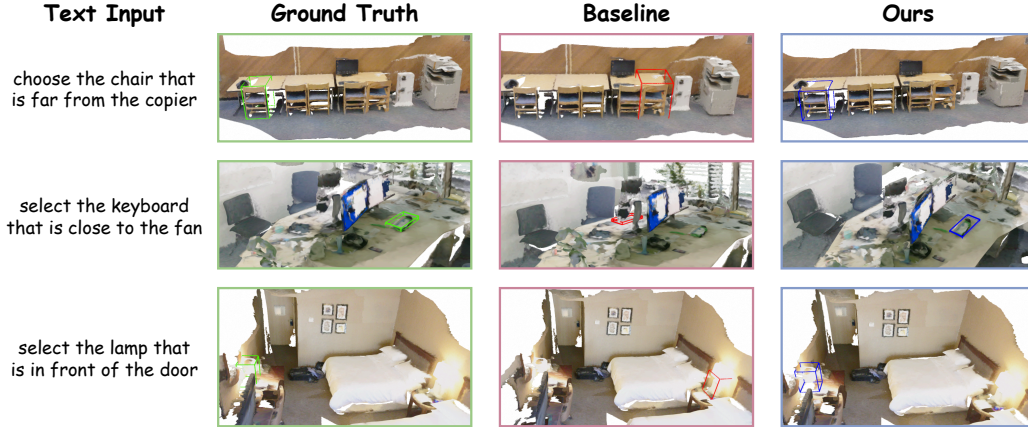 Text Input Ground Truth Baseline Ours
choose the chair that
is far from the copier
select the keyboard
that is close to the fan
select the lamp that
is in front of the door